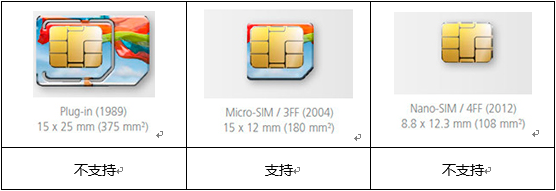 Plug-in (1989)
15 x 25 mm (375 mm²)
Micro-SIM / 3FF (2004)
15 x 12 mm (180 mm²)
Nano-SIM / 4FF (2012)
8.8 x 12.3 mm (108 mm²)
不支持
支持
不支持